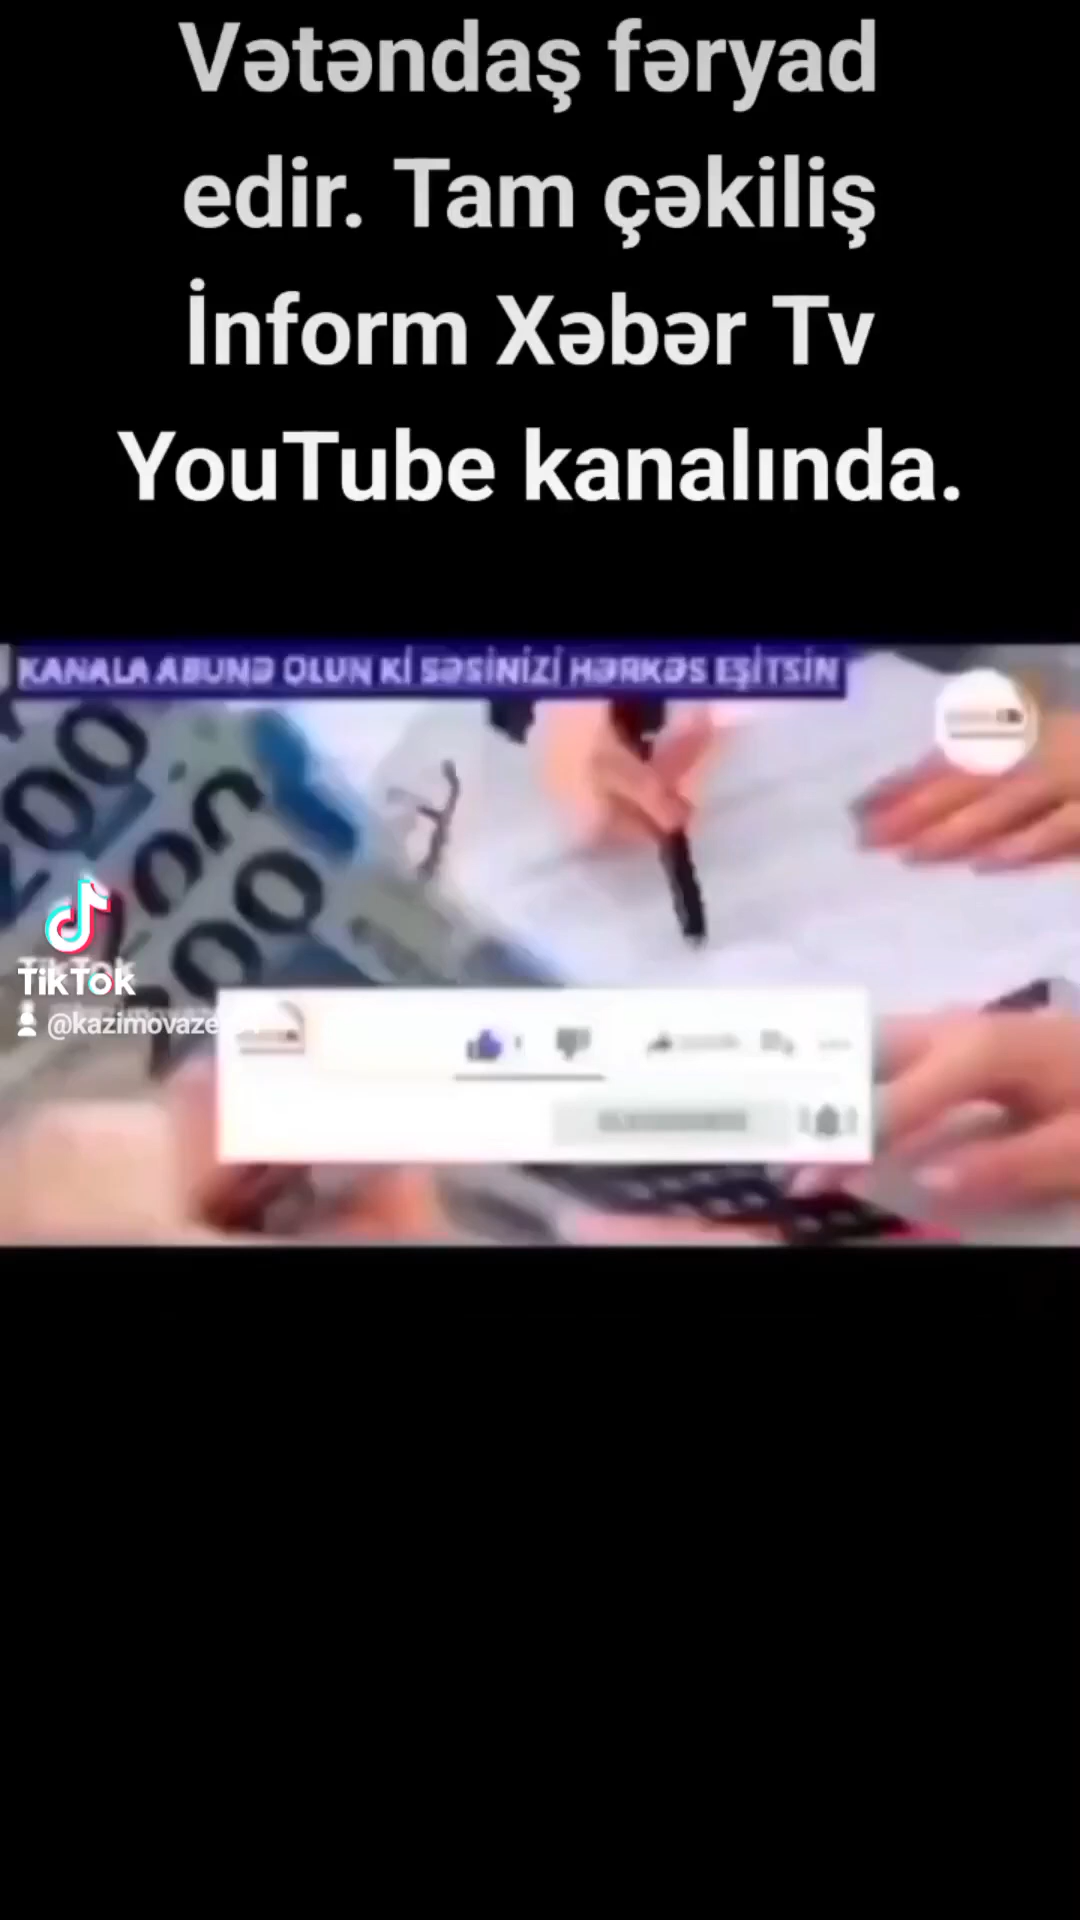 Vətəndaş fəryad
edir. Tam çəkiliş
İnform Xəbər Tv
YouTube kanalında.
KANALA ABUNƏ OLUN Kİ SƏSİNİZİ HƏRKƏS EŞİTSİN
TikTok